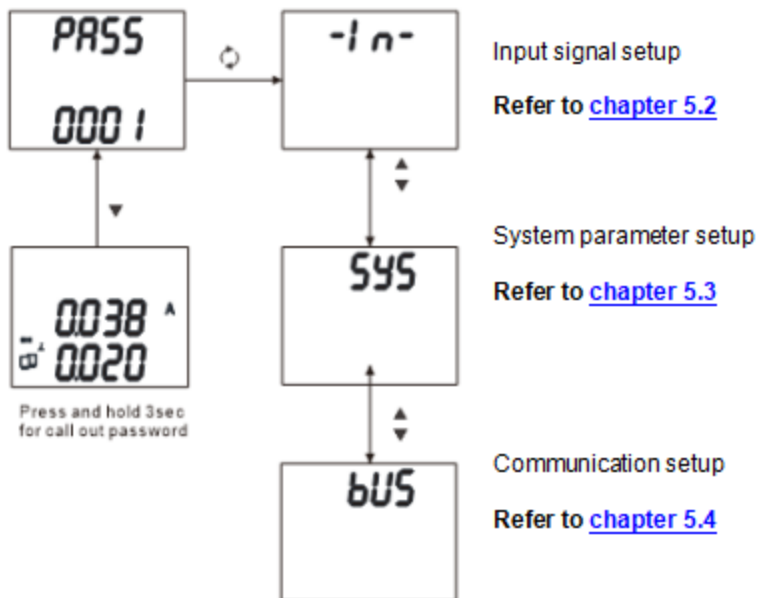 PASS
0001
-In-
Input signal setup
Refer to chapter 5.2
0.038 A
0.020
Press and hold 3sec
for call out password
SYS
System parameter setup
Refer to chapter 5.3
bUS
Communication setup
Refer to chapter 5.4